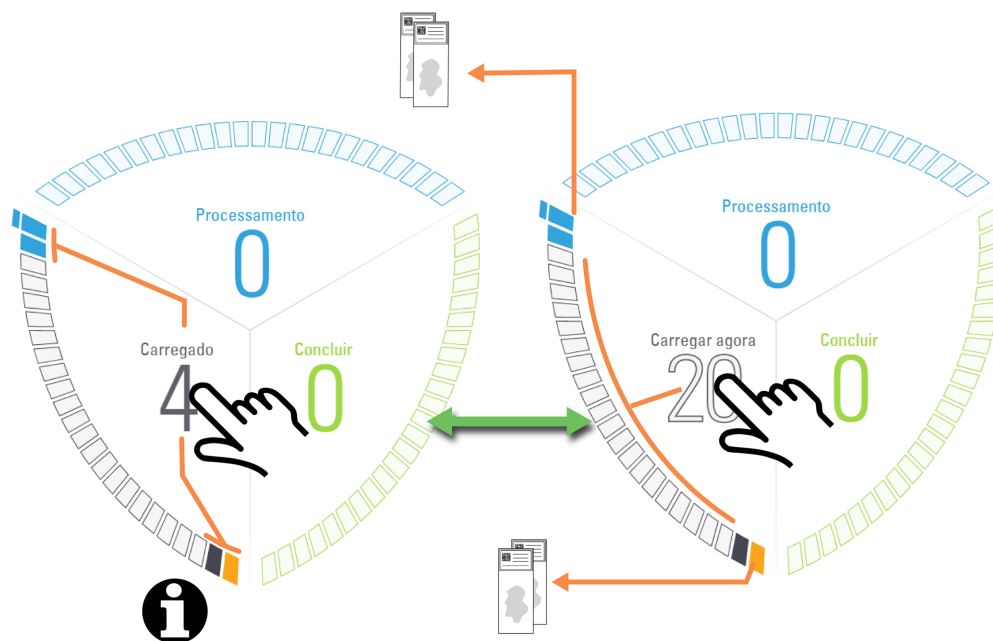 Processamento
0
Carregado
4
Concluir
0
Processamento
0
Carregar agora
20
Concluir
0